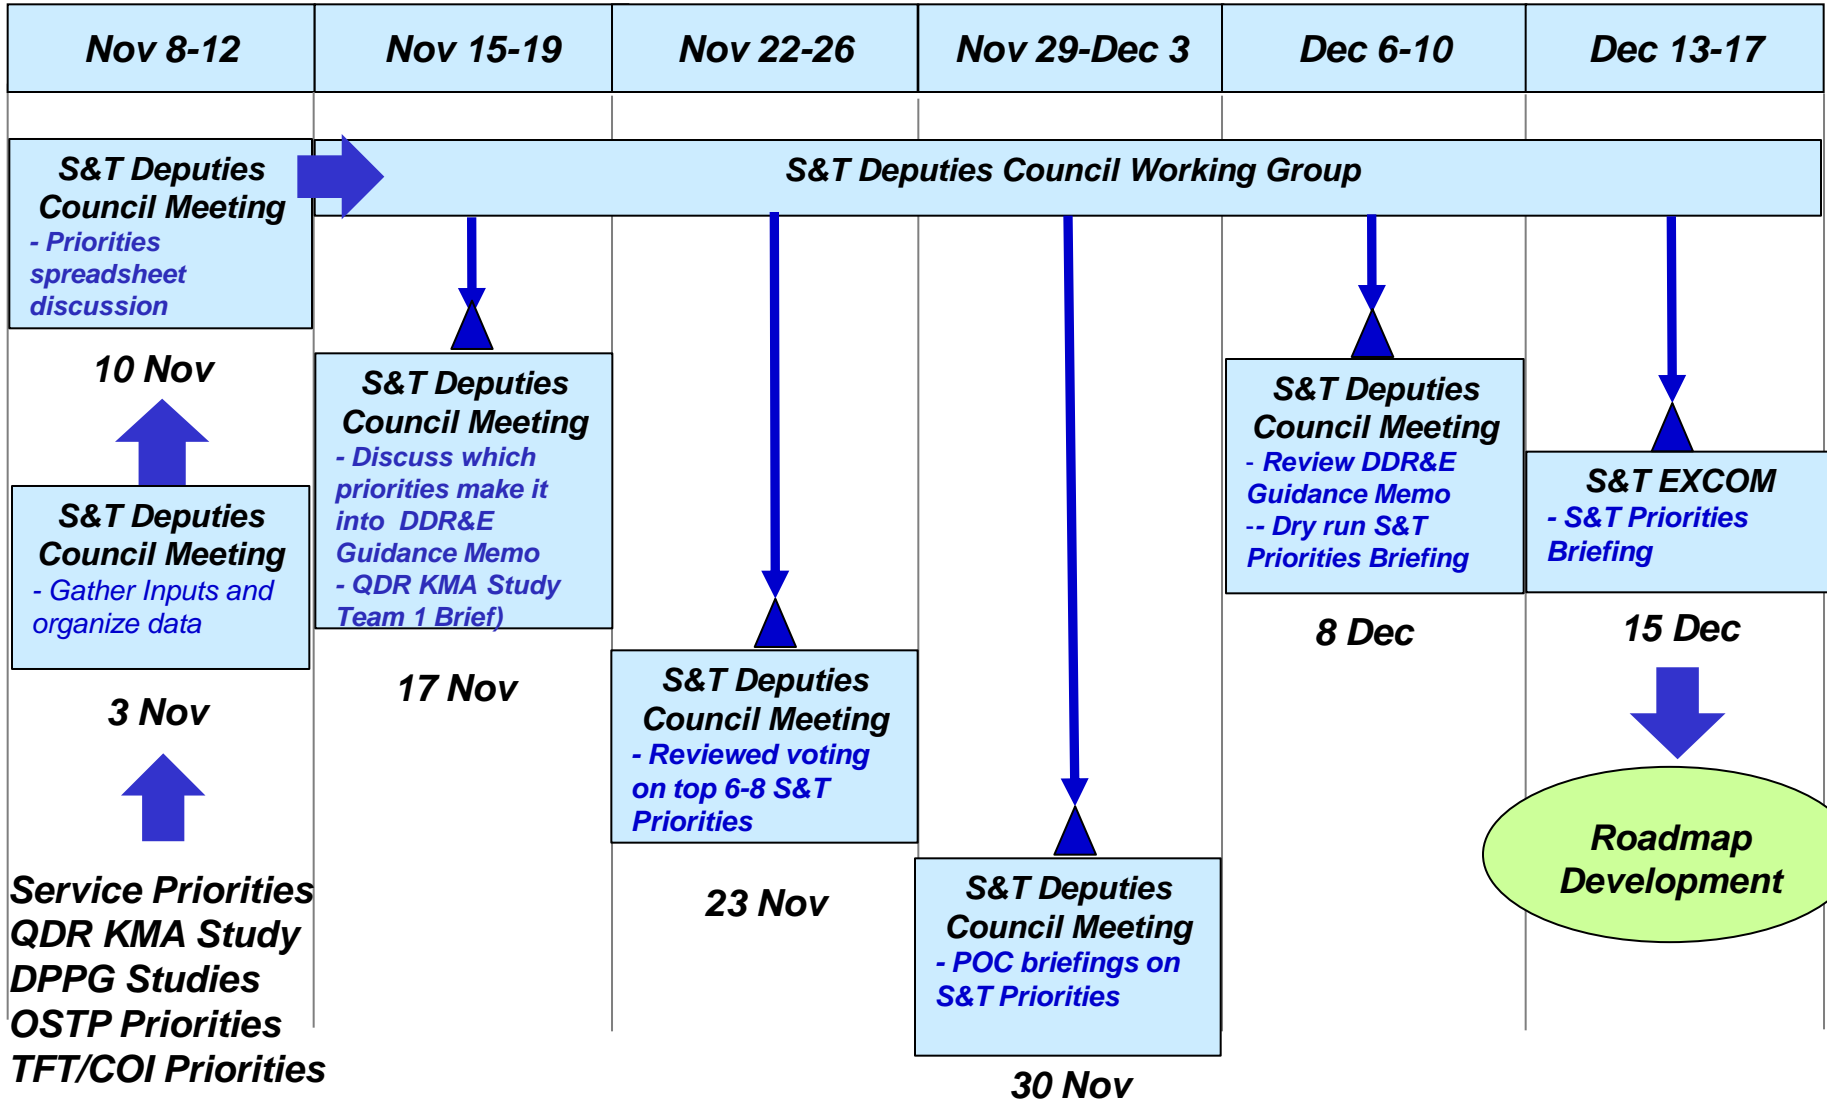 Nov 8-12
Nov 15-19
Nov 22-26
Nov 29-Dec 3
Dec 6-10
Dec 13-17
S&T Deputies
Council Meeting
- Priorities
spreadsheet
discussion
10 Nov
S&T Deputies
Council Meeting
- Gather Inputs and
organize data
3 Nov
Service Priorities
QDR KMA Study
DPPG Studies
OSTP Priorities
TFT/COI Priorities
S&T Deputies Council Working Group
S&T Deputies
Council Meeting
- Discuss which
priorities make it
into DDR&E
Guidance Memo
- QDR KMA Study
Team 1 Brief)
17 Nov
S&T Deputies
Council Meeting
- Reviewed voting
on top 6-8 S&T
Priorities
23 Nov
S&T Deputies
Council Meeting
- POC briefings on
S&T Priorities
30 Nov
S&T Deputies
Council Meeting
- Review DDR&E
Guidance Memo
-- Dry run S&T
Priorities Briefing
8 Dec
S&T EXCOM
- S&T Priorities
Briefing
15 Dec
Roadmap
Development